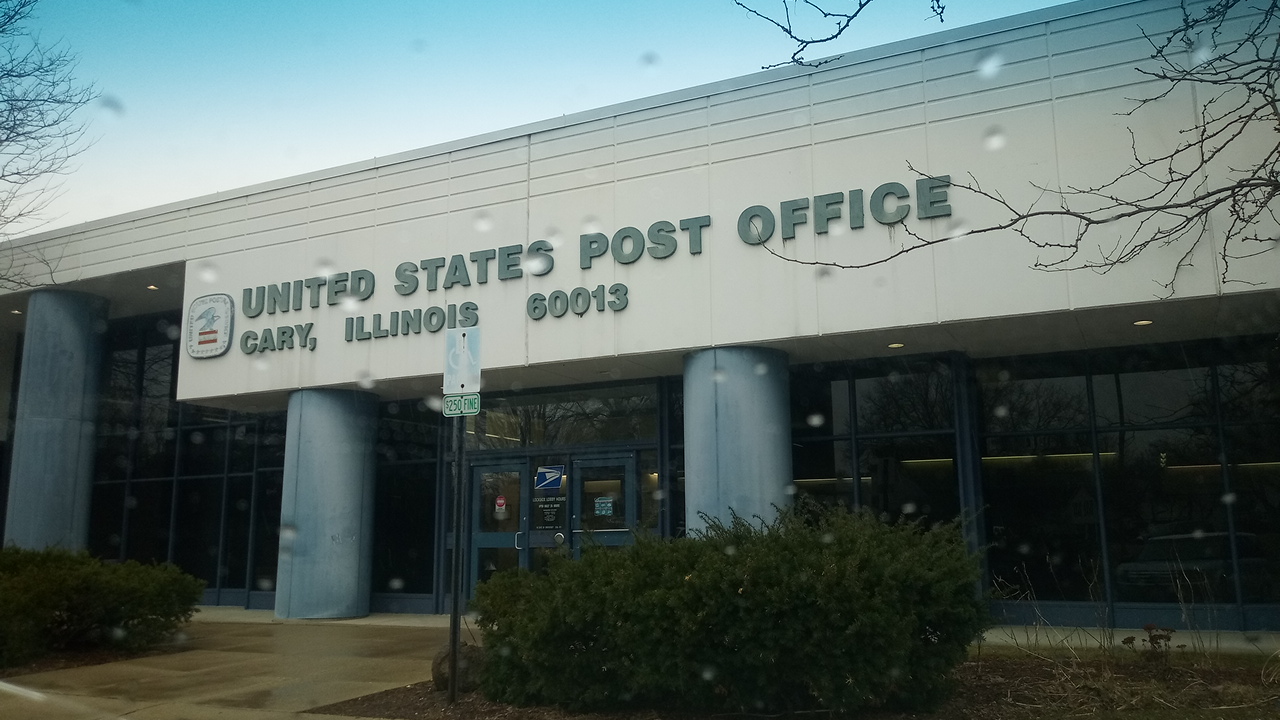 UNITED STATES POST OFFICE
CARY, ILLINOIS 60013
$250 FINE